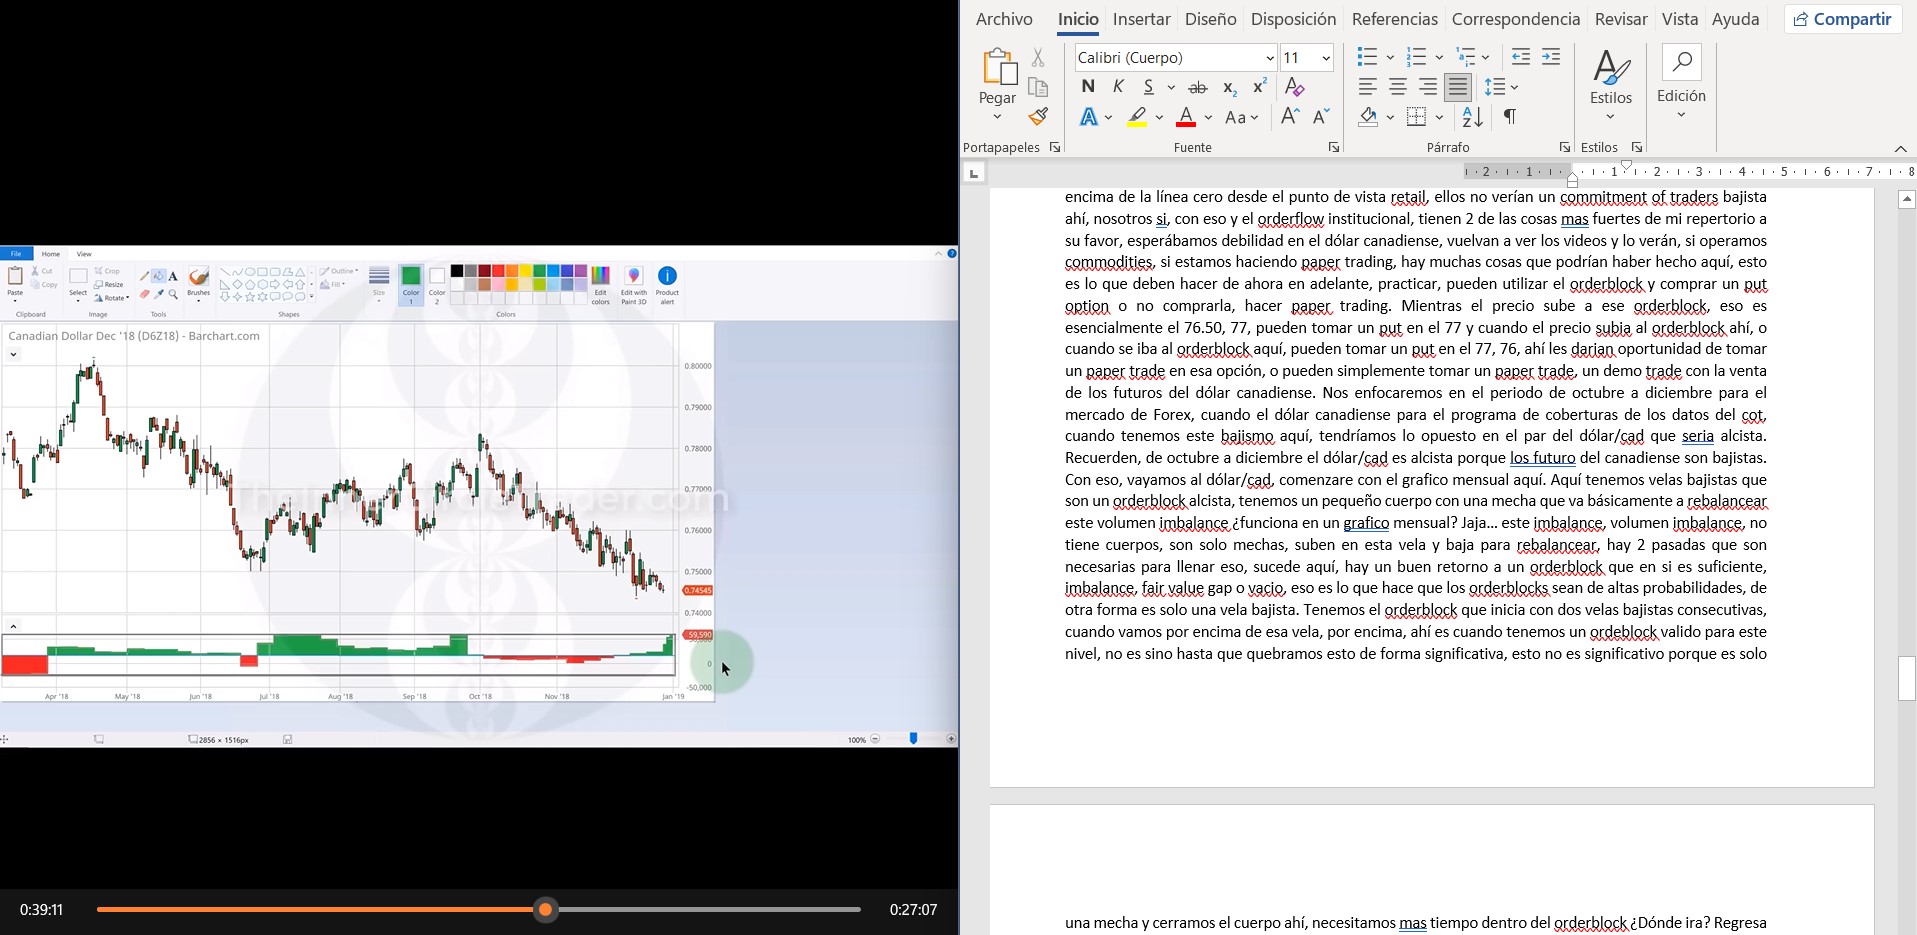 File Home View
Paste
Cut
Copy
Clipboard
Select
Crop
Resize
Rotate
Image
Tools
Brushes
Shapes
Outline
Fill
Size
Color 1
Color 2
Colors
Edit colors
Edit with Paint 3D
Product alert
Canadian Dollar Dec '18 (D6Z18) - Barchart.com
0.80000
0.79000
0.78000
0.77000
0.76000
0.75000
0.74545
0.74000
59,590
0
-50,000
Apr '18 May '18 Jun '18 Jul '18 Aug '18 Sep '18 Oct '18 Nov '18 Jan '19
2856 × 1516px
100%
0:39:11
0:27:07
Archivo Inicio Insertar Diseño Disposición Referencias Correspondencia Revisar Vista Ayuda Compartir
Pegar
Calibri (Cuerpo) 11
N K S ab x₂ x²
A A Aa A A
Estilos
Edición
Portapapeles Fuente Párrafo Estilos
2 1 1 2 3 4 5 6 7 8
encima de la línea cero desde el punto de vista retail, ellos no verían un commitment of traders bajista
ahí, nosotros si, con eso y el orderflow institucional, tienen 2 de las cosas mas fuertes de mi repertorio a
su favor, esperábamos debilidad en el dólar canadiense, vuelvan a ver los videos y lo verán, si operamos
commodities, si estamos haciendo paper trading, hay muchas cosas que podrían haber hecho aquí, esto
es lo que deben hacer de ahora en adelante, practicar, pueden utilizar el orderblock y comprar un put
option o no comprarla, hacer paper trading. Mientras el precio sube a ese orderblock, eso es
esencialmente el 76.50, 77, pueden tomar un put en el 77 y cuando el precio subia al orderblock ahí, o
cuando se iba al orderblock aquí, pueden tomar un put en el 77, 76, ahí les darian oportunidad de tomar
un paper trade en esa opción, o pueden simplemente tomar un paper trade, un demo trade con la venta
de los futuros del dólar canadiense. Nos enfocaremos en el periodo de octubre a diciembre para el
mercado de Forex, cuando el dólar canadiense para el programa de coberturas de los datos del cot,
cuando tenemos este bajismo aquí, tendríamos lo opuesto en el par del dólar/cad que seria alcista.
Recuerden, de octubre a diciembre el dólar/cad es alcista porque los futuro del canadiense son bajistas.
Con eso, vayamos al dólar/cad, comenzare con el grafico mensual aquí. Aquí tenemos velas bajistas que
son un orderblock alcista, tenemos un pequeño cuerpo con una mecha que va básicamente a rebalancear
este volumen imbalance ¿funciona en un grafico mensual? Jaja... este imbalance, volumen imbalance, no
tiene cuerpos, son solo mechas, suben en esta vela y baja para rebalancear, hay 2 pasadas que son
necesarias para llenar eso, sucede aquí, hay un buen retorno a un orderblock que en si es suficiente,
imbalance, fair value gap o vacio, eso es lo que hace que los orderblocks sean de altas probabilidades, de
otra forma es solo una vela bajista. Tenemos el orderblock que inicia con dos velas bajistas consecutivas,
cuando vamos por encima de esa vela, por encima, ahí es cuando tenemos un ordeblock valido para este
nivel, no es sino hasta que quebramos esto de forma significativa, esto no es significativo porque es solo
una mecha y cerramos el cuerpo ahí, necesitamos mas tiempo dentro del orderblock ¿Dónde ira? Regresa